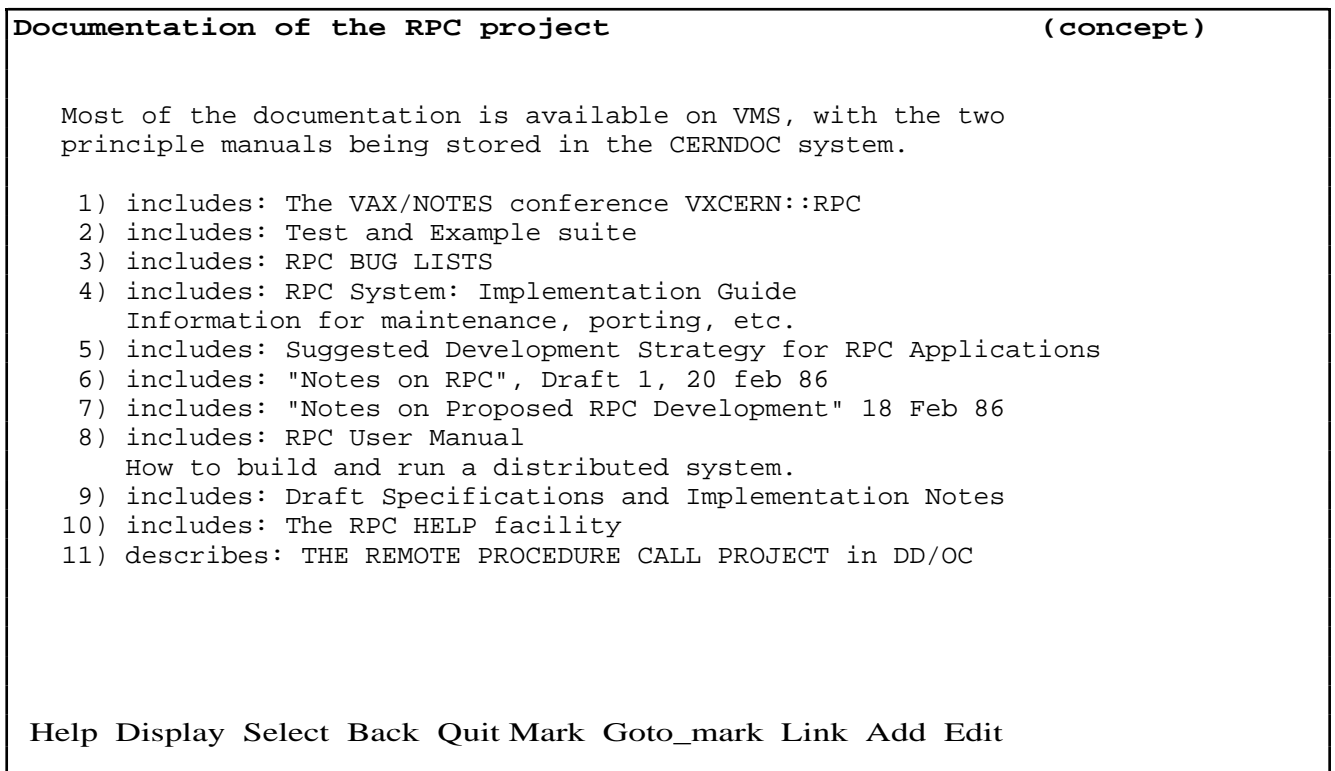 Documentation of the RPC project (concept)
Most of the documentation is available on VMS, with the two
principle manuals being stored in the CERNDOC system.
1) includes: The VAX/NOTES conference VXCERN::RPC
2) includes: Test and Example suite
3) includes: RPC BUG LISTS
4) includes: RPC System: Implementation Guide
Information for maintenance, porting, etc.
5) includes: Suggested Development Strategy for RPC Applications
6) includes: "Notes on RPC", Draft 1, 20 feb 86
7) includes: "Notes on Proposed RPC Development" 18 Feb 86
8) includes: RPC User Manual
How to build and run a distributed system.
9) includes: Draft Specifications and Implementation Notes
10) includes: The RPC HELP facility
11) describes: THE REMOTE PROCEDURE CALL PROJECT in DD/OC
Help Display Select Back Quit Mark Goto_mark Link Add Edit